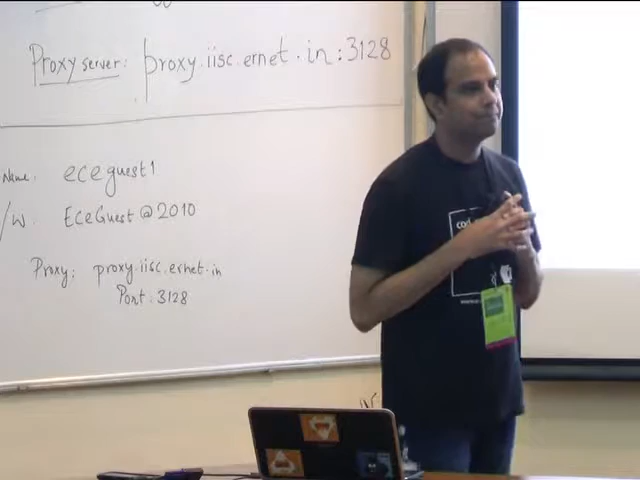 Proxy server: proxy.iisc.ernet.in:3128
Name. eceguest1
/W. ECEGuest@2010
Proxy: proxy.iisc.ernet.in
Port: 3128